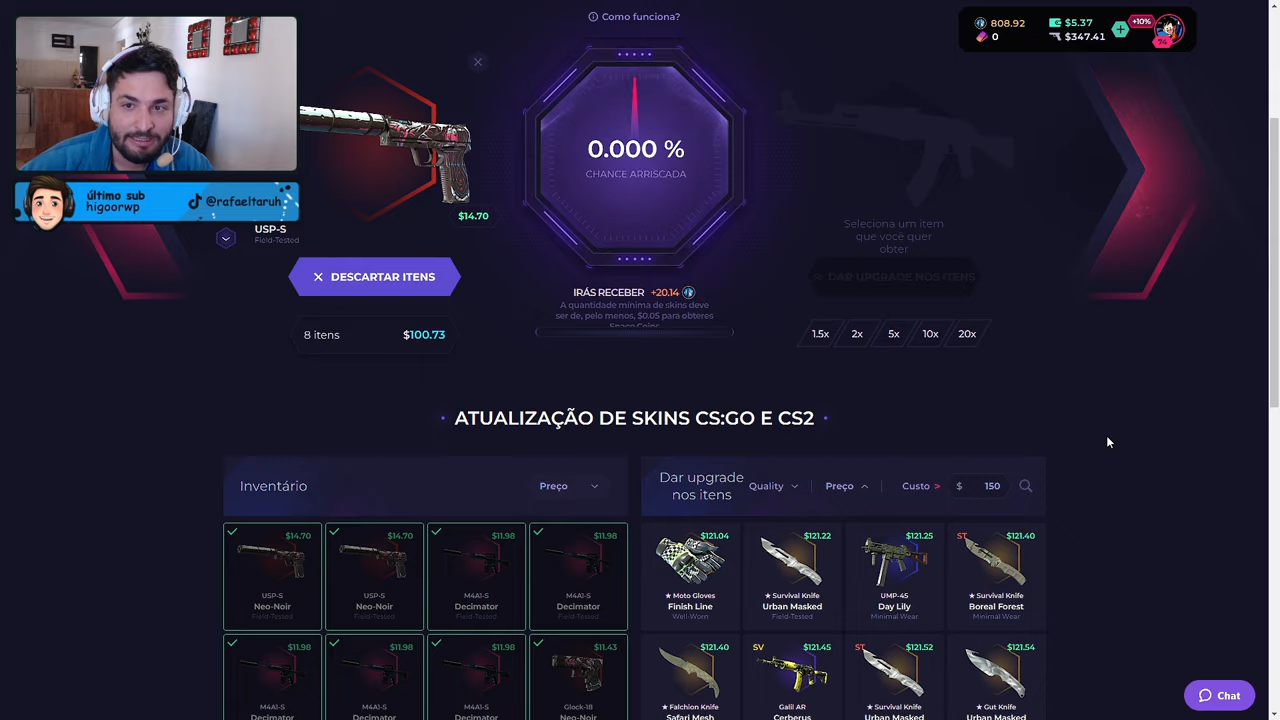 Como funciona?
808.92
$5.37
+10%
0
$347.41
74
0.000 %
CHANCE ARRISCADA
último sub
higoorwp
@rafaeltaruh
$14.70
USP-S
Field-Tested
DESCARTAR ITENS
8 itens
$100.73
IRÁS RECEBER +20.14
A quantidade mínima de skins deve
ser de, pelo menos, $0.05 para obteres
Space Coins
Seleciona um item
que você quer
obter
DAR UPGRADE NOS ITENS
1.5x
2x
5x
10x
20x
ATUALIZAÇÃO DE SKINS CS:GO E CS2
Inventário
Preço
Dar upgrade
nos itens
Quality
Preço
Custo >
$ 150
$14.70
$14.70
$11.98
$11.98
USP-S
USP-S
M4A1-S
M4A1-S
Neo-Noir
Neo-Noir
Decimator
Decimator
Field-Tested
Field-Tested
Field-Tested
Field-Tested
$121.04
$121.22
$121.25
ST
$121.40
★ Moto Gloves
★ Survival Knife
UMP-45
★ Survival Knife
Finish Line
Urban Masked
Day Lily
Boreal Forest
Well-Worn
Field-Tested
Minimal Wear
Minimal Wear
$11.98
$11.98
$11.98
$11.43
M4A1-S
M4A1-S
M4A1-S
Glock-18
Decimator
Decimator
Decimator
Neo-Noir
$121.40
SV
$121.45
ST
$121.52
$121.54
★ Falchion Knife
Galil AR
★ Survival Knife
★ Gut Knife
Safari Mesh
Cerberus
Urban Masked
Urban Masked
Chat